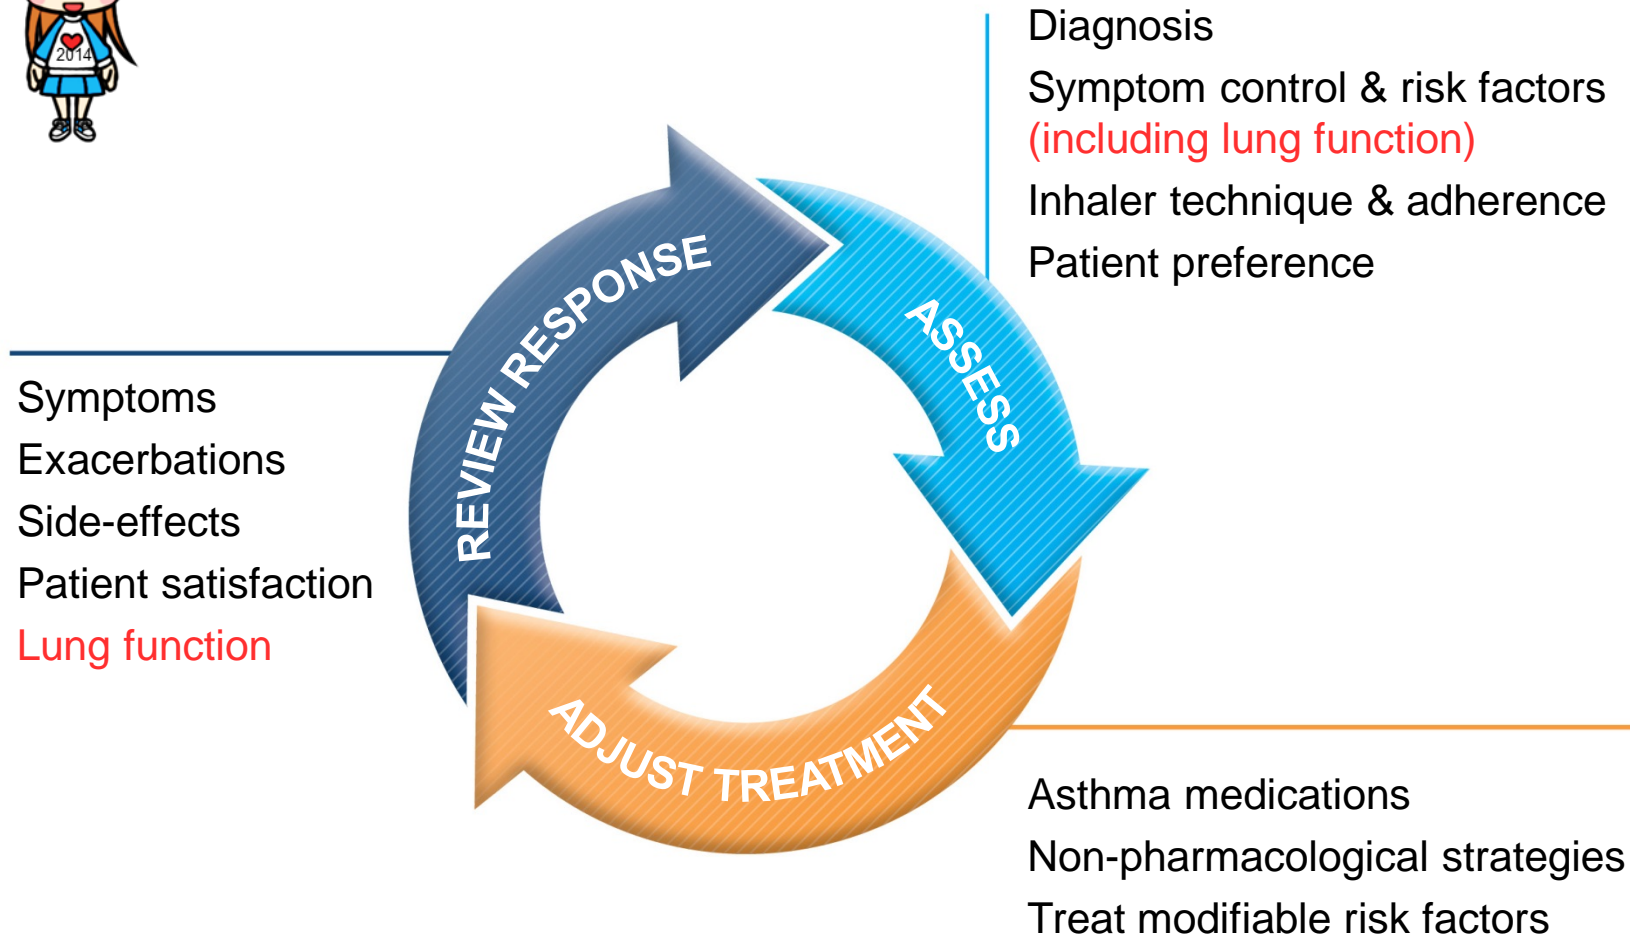 2014
Diagnosis
Symptom control & risk factors
(including lung function)
Inhaler technique & adherence
Patient preference
REVIEW RESPONSE
ASSESS
Symptoms
Exacerbations
Side-effects
Patient satisfaction
Lung function
ADJUST TREATMENT
Asthma medications
Non-pharmacological strategies
Treat modifiable risk factors